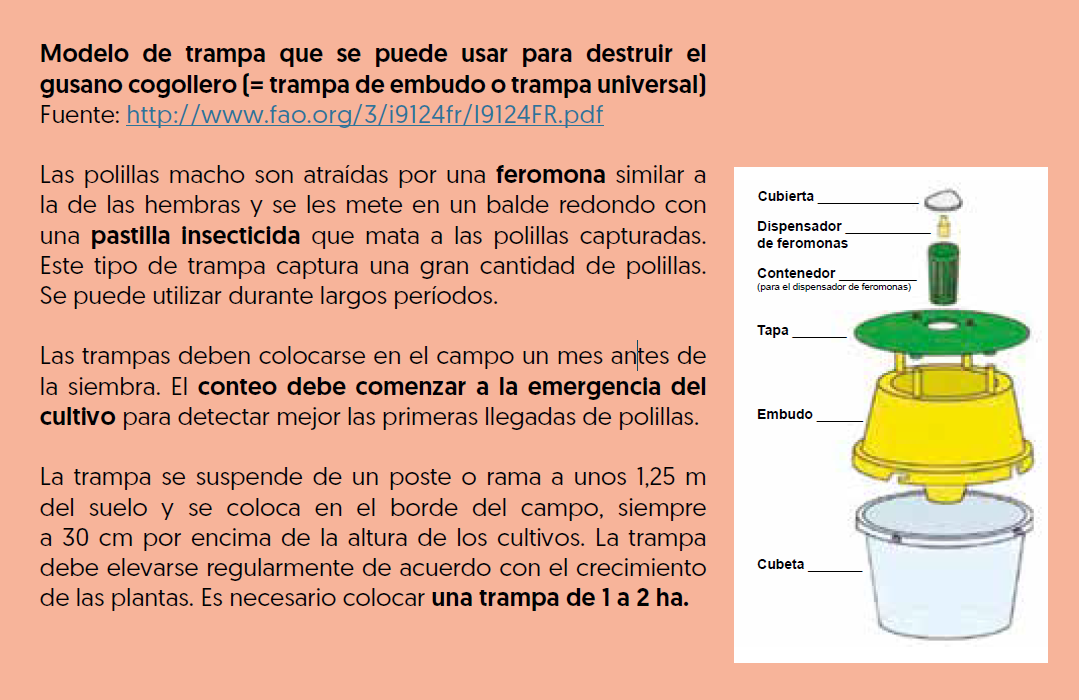 Modelo de trampa que se puede usar para destruir el
gusano cogollero (= trampa de embudo o trampa universal)
Fuente: http://www.fao.org/3/i9124fr/I9124FR.pdf
Las polillas macho son atraídas por una feromona similar a
la de las hembras y se les mete en un balde redondo con
una pastilla insecticida que mata a las polillas capturadas.
Este tipo de trampa captura una gran cantidad de polillas.
Se puede utilizar durante largos períodos.
Las trampas deben colocarse en el campo un mes antes de
la siembra. El conteo debe comenzar a la emergencia del
cultivo para detectar mejor las primeras llegadas de polillas.
La trampa se suspende de un poste o rama a unos 1,25 m
del suelo y se coloca en el borde del campo, siempre
a 30 cm por encima de la altura de los cultivos. La trampa
debe elevarse regularmente de acuerdo con el crecimiento
de las plantas. Es necesario colocar una trampa de 1 a 2 ha.
Cubierta
Dispensador
de feromonas
Contenedor
(para el dispensador de feromonas)
Tapa
Embudo
Cubeta